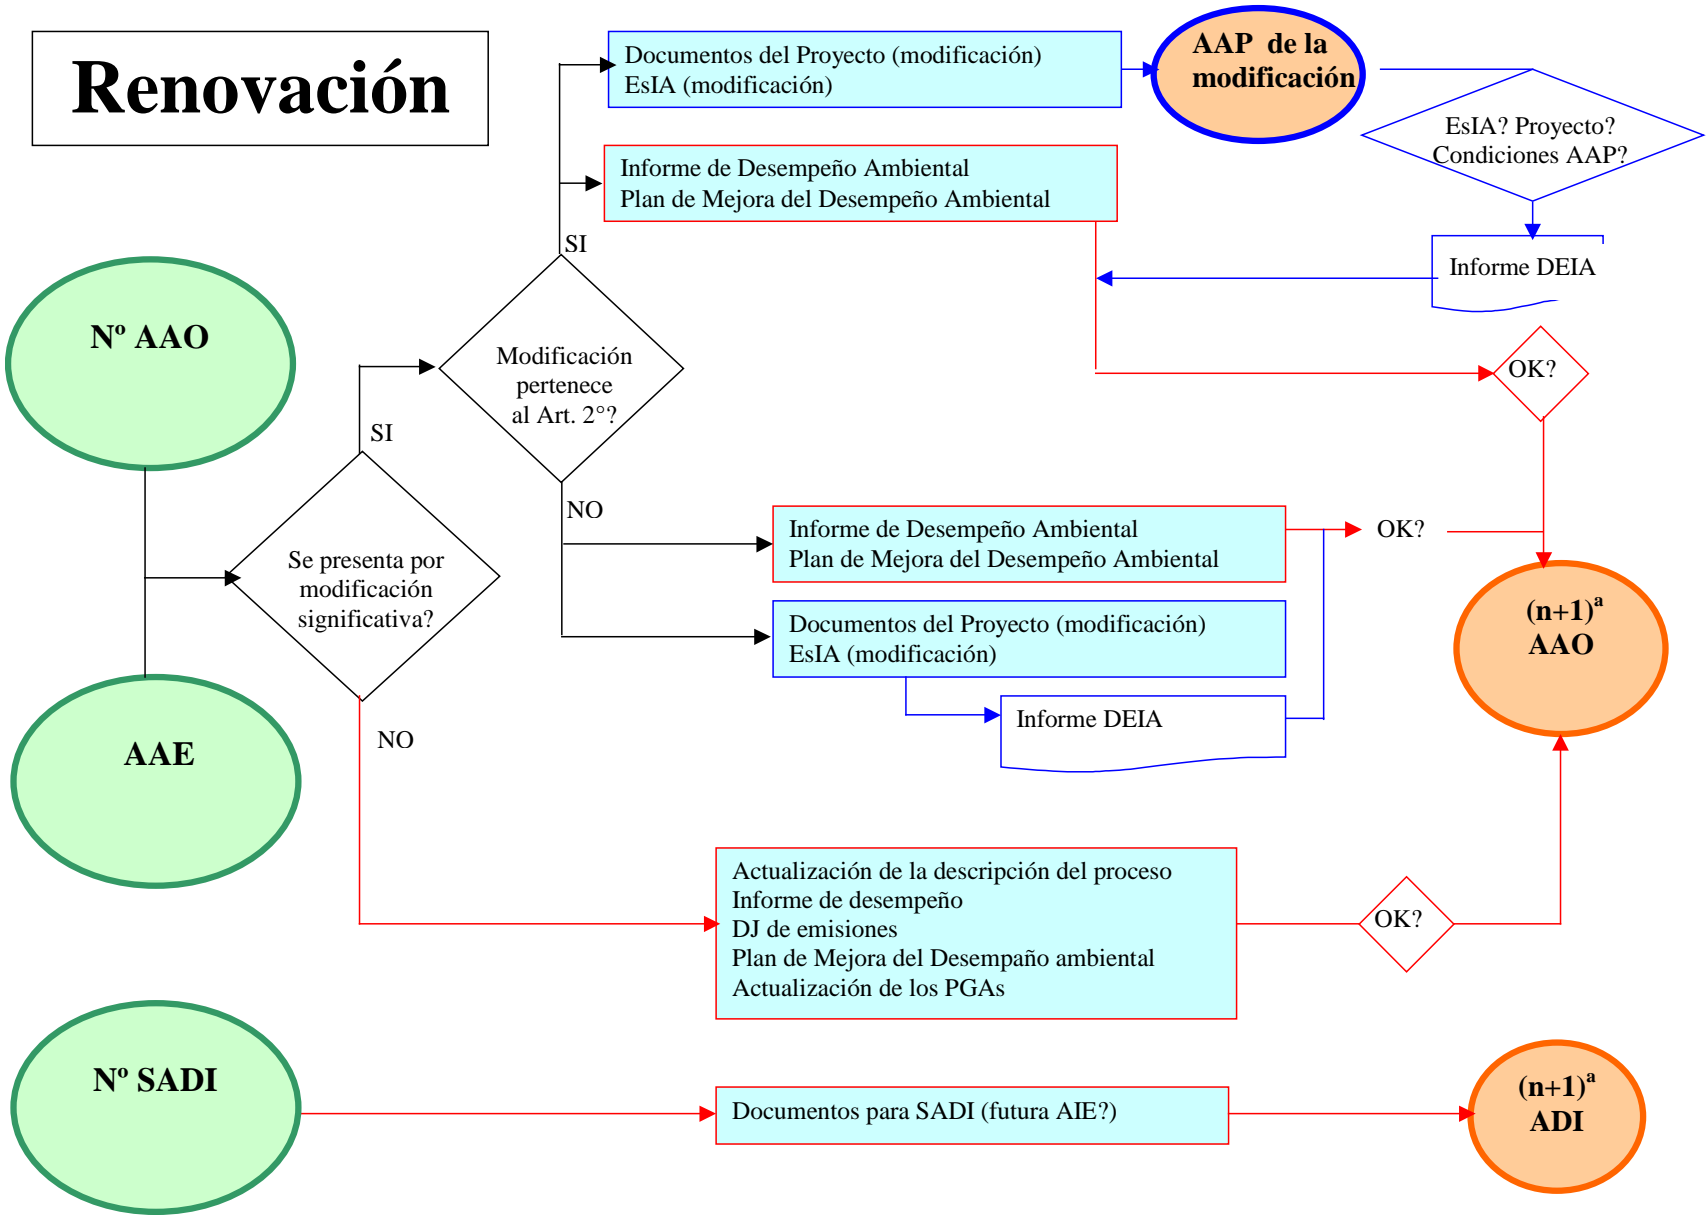 Renovación
Documentos del Proyecto (modificación)
EsIA (modificación)
AAP de la
modificación
EsIA? Proyecto?
Condiciones AAP?
Informe de Desempeño Ambiental
Plan de Mejora del Desempeño Ambiental
SI
Informe DEIA
Nº AAO
Modificación
pertenece
al Art. 2°?
OK?
SI
NO
Informe de Desempeño Ambiental
Plan de Mejora del Desempeño Ambiental
OK?
Se presenta por
modificación
significativa?
Documentos del Proyecto (modificación)
EsIA (modificación)
(n+1)ª
AAO
Informe DEIA
NO
AAE
Actualización de la descripción del proceso
Informe de desempeño
DJ de emisiones
Plan de Mejora del Desempaño ambiental
Actualización de los PGAs
OK?
Nº SADI
Documentos para SADI (futura AIE?)
(n+1)ª
ADI